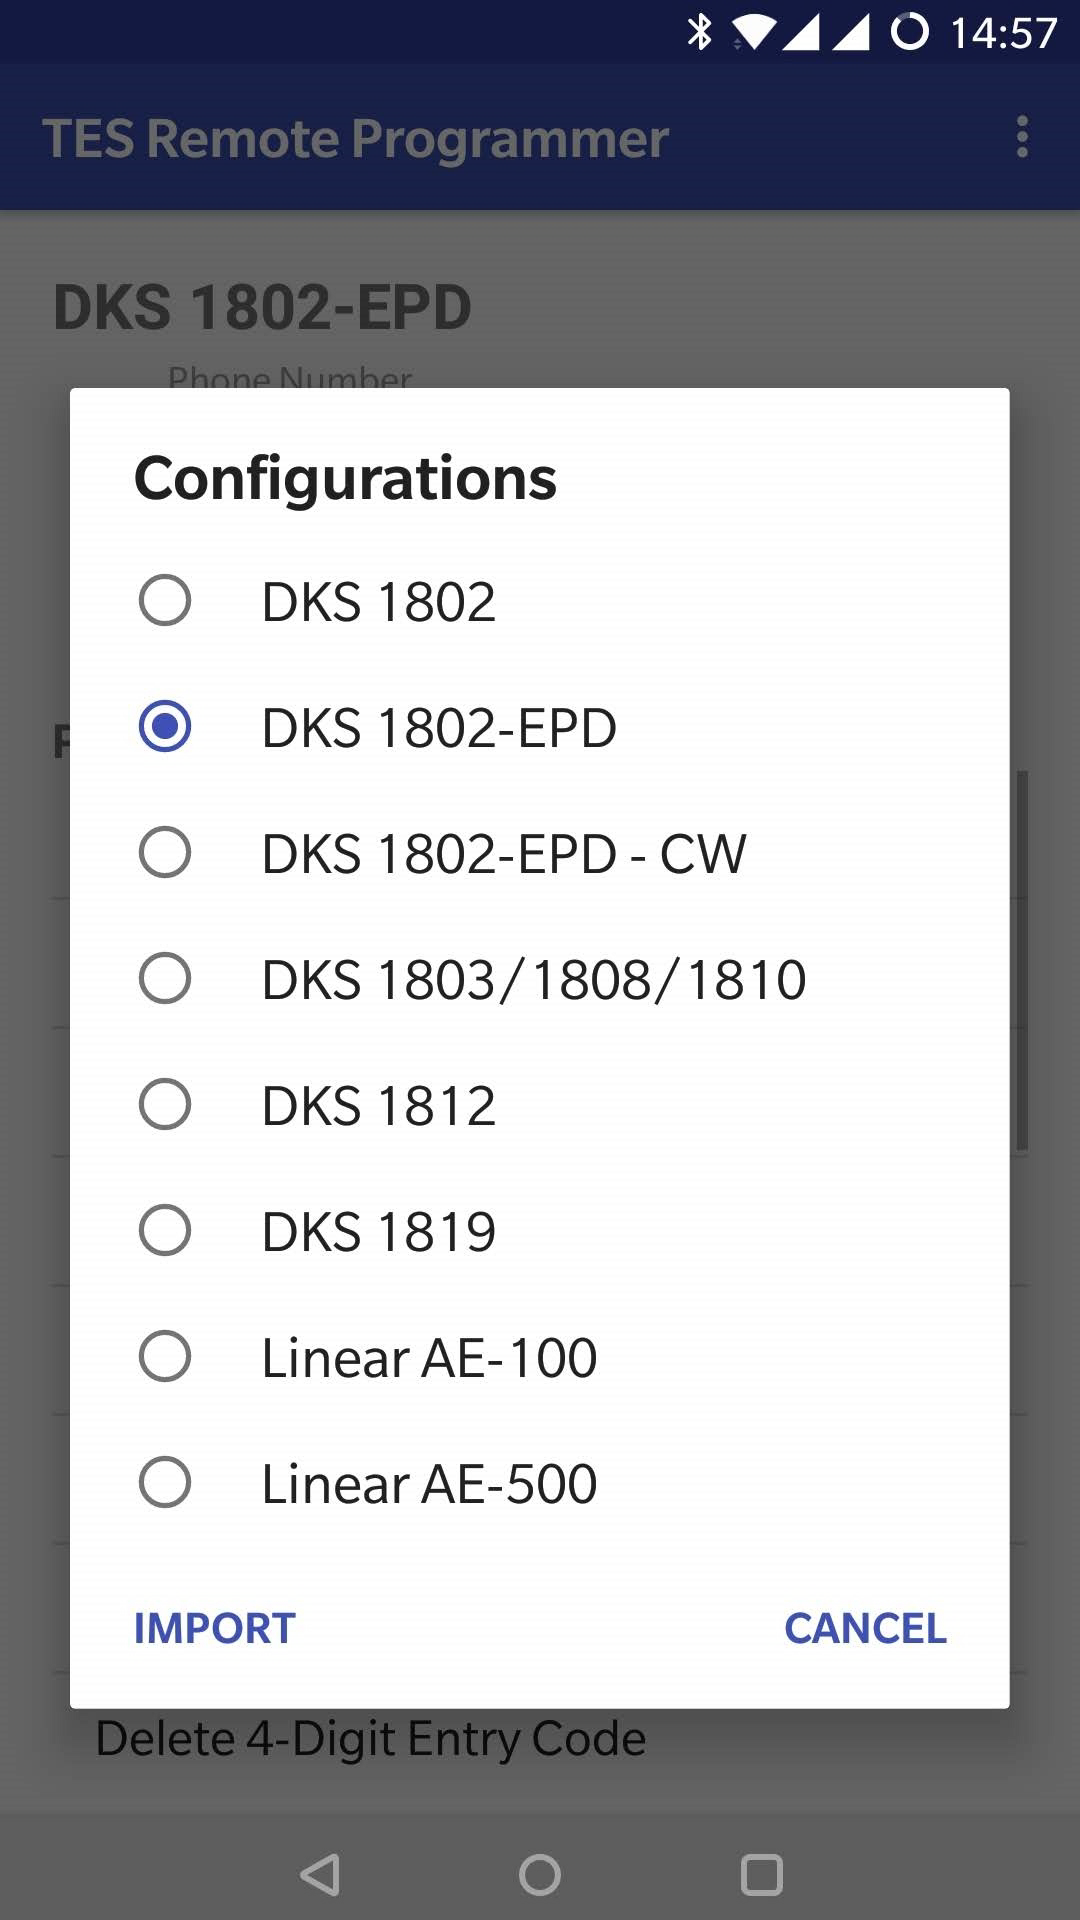 14:57
TES Remote Programmer
DKS 1802-EPD
Phone Number
Configurations
DKS 1802
DKS 1802-EPD
DKS 1802-EPD - CW
DKS 1803/1808/1810
DKS 1812
DKS 1819
Linear AE-100
Linear AE-500
IMPORT
CANCEL
Delete 4-Digit Entry Code